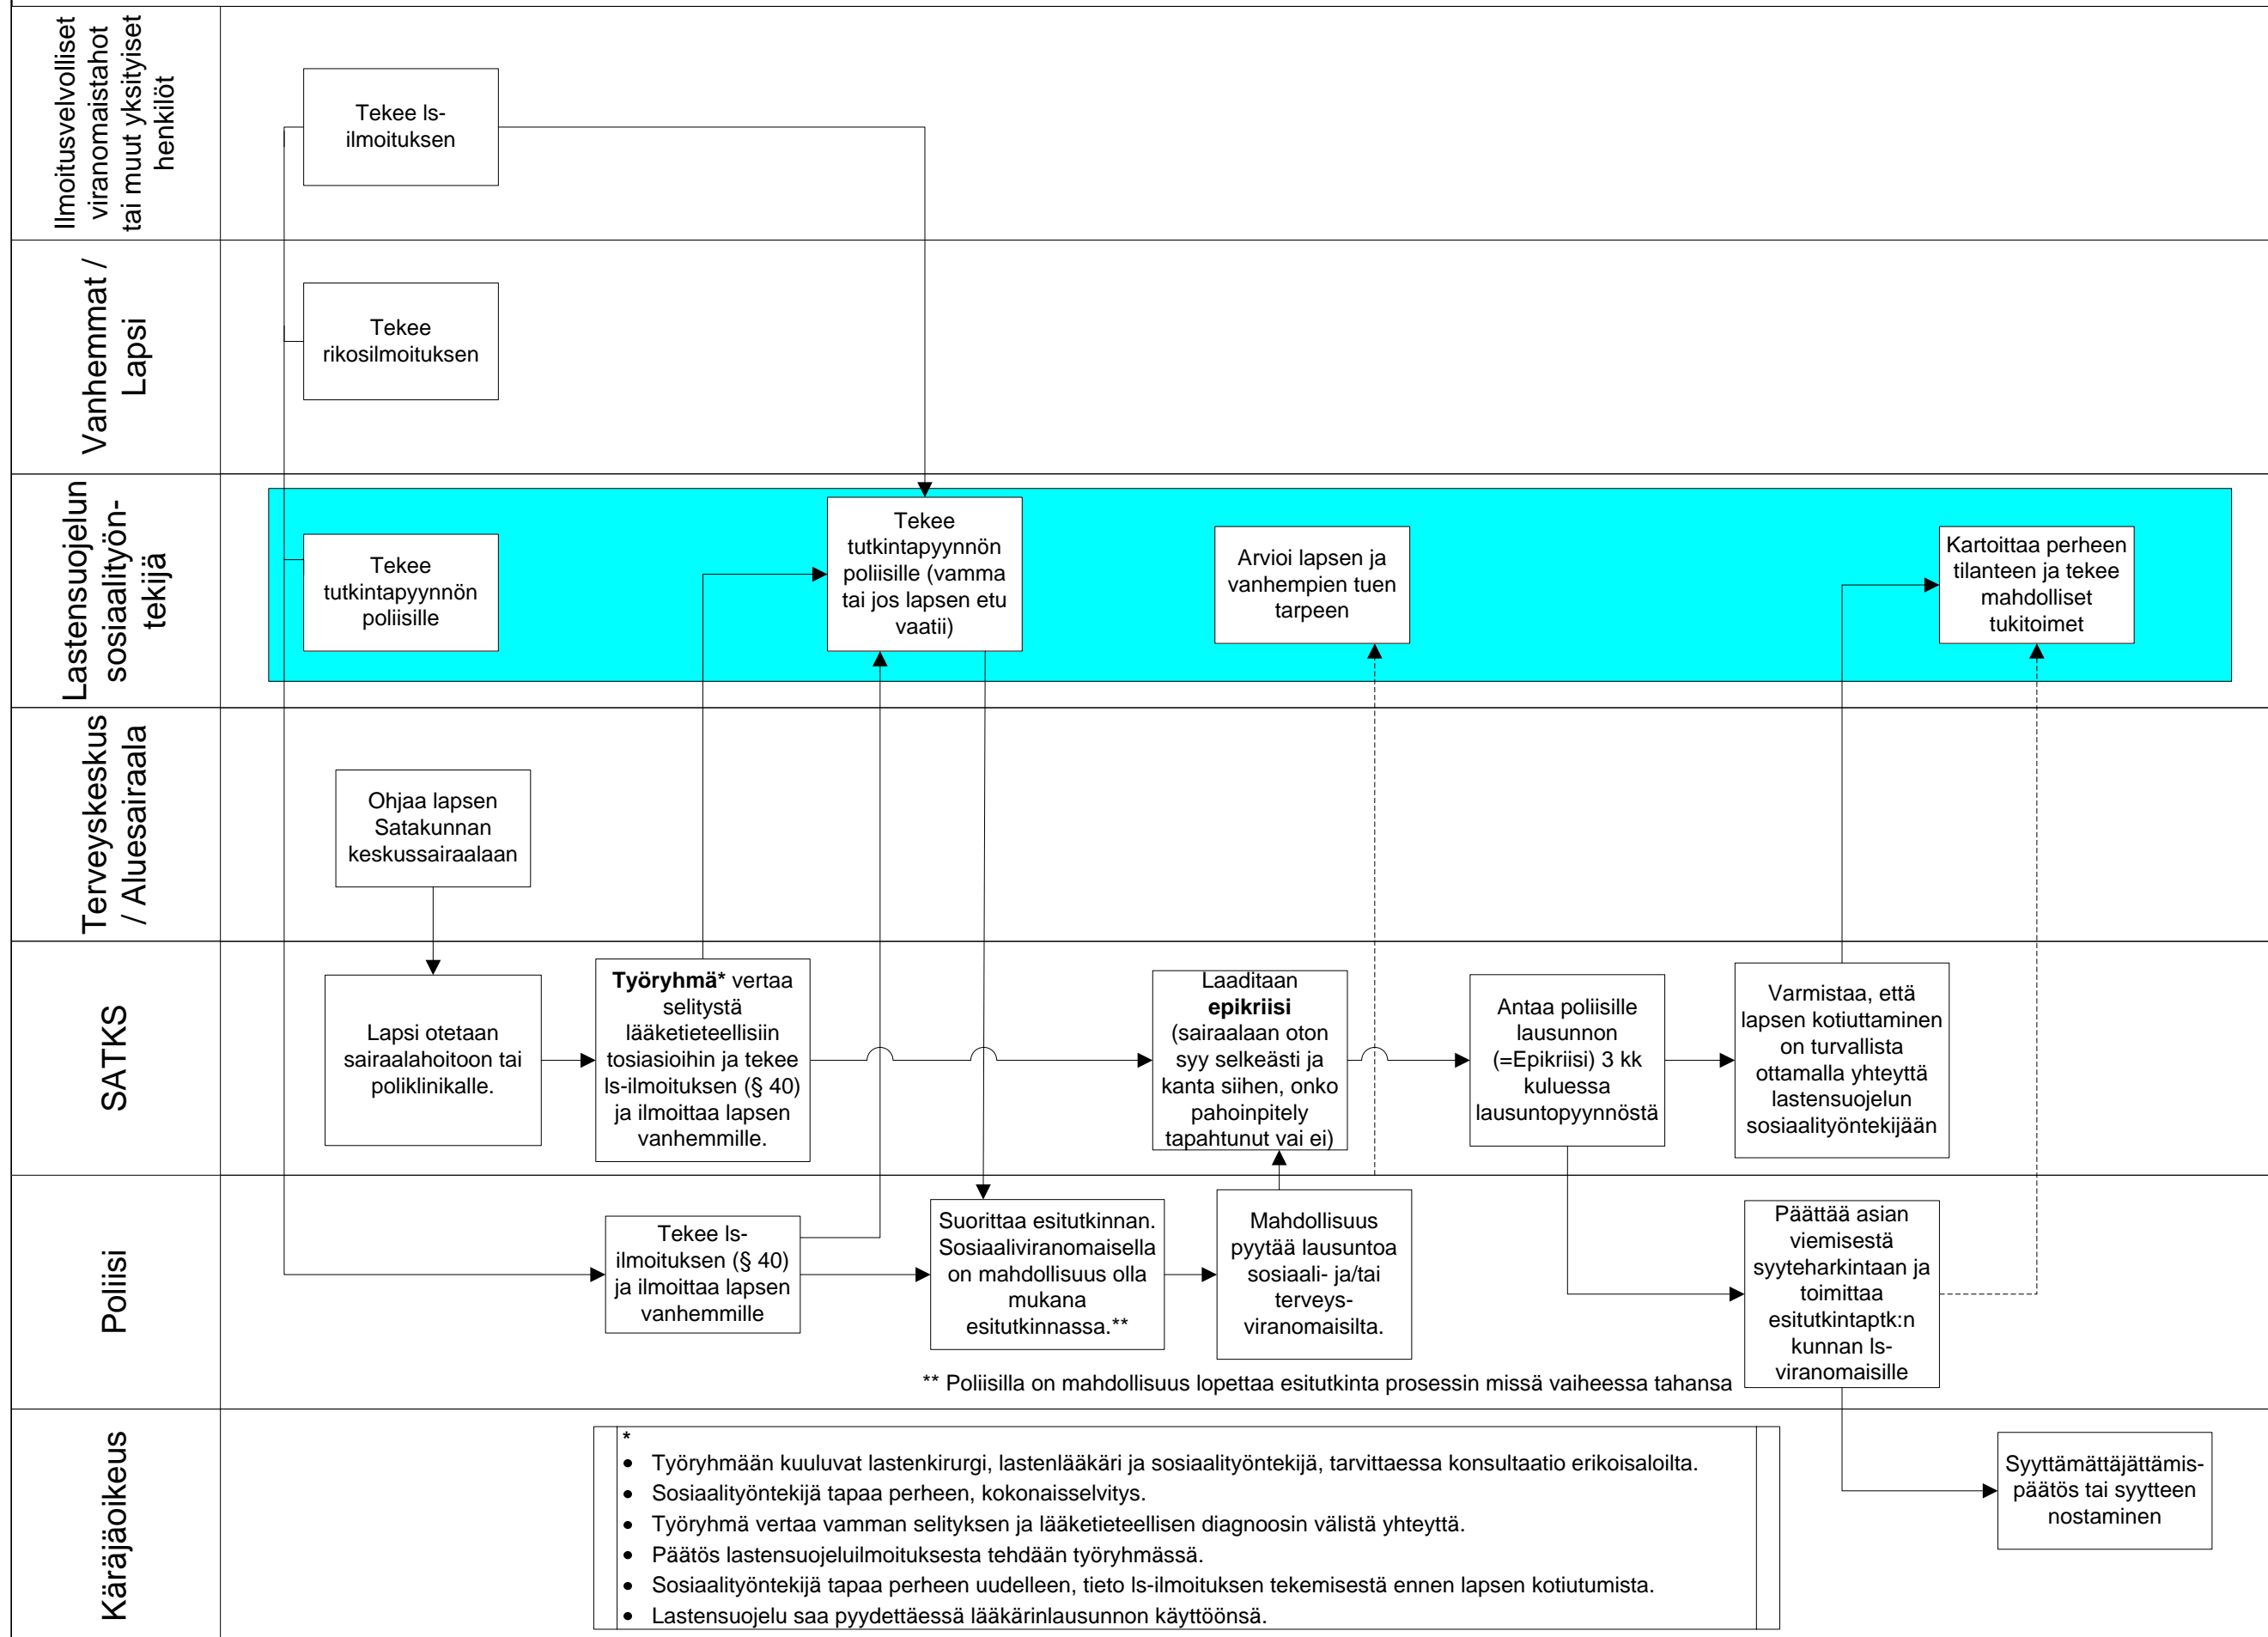 Ilmoitusvelvolliset
viranomaistahot
tai muut yksityiset
henkilöt
Tekee ls-
ilmoituksen
Vanhemmat /
Lapsi
Tekee
rikosilmoituksen
Lastensuojelun
sosiaalityön-
tekijä
Tekee
tutkintapyynnön
poliisille
Tekee
tutkintapyynnön
poliisille (vamma
tai jos lapsen etu
vaatii)
Arvioi lapsen ja
vanhempien tuen
tarpeen
Kartoittaa perheen
tilanteen ja tekee
mahdolliset
tukitoimet
Terveyskeskus
/ Aluesairaala
Ohjaa lapsen
Satakunnan
keskussairaalaan
SATKS
Lapsi otetaan
sairaalahoitoon tai
poliklinikalle.
Työryhmä* vertaa
selitystä
lääketieteellisiin
tosiasioihin ja tekee
ls-ilmoituksen (§ 40)
ja ilmoittaa lapsen
vanhemmille.
Laaditaan
epikriisi
(sairaalaan oton
syy selkeästi ja
kanta siihen, onko
pahoinpitely
tapahtunut vai ei)
Antaa poliisille
lausunnon
(=Epikriisi) 3 kk
kuluessa
lausuntopyynnöstä
Varmistaa, että
lapsen kotiuttaminen
on turvallista
ottamalla yhteyttä
lastensuojelun
sosiaalityöntekijään
Poliisi
Tekee ls-
ilmoituksen (§ 40)
ja ilmoittaa lapsen
vanhemmille
Suorittaa esitutkinnan.
Sosiaaliviranomaisella
on mahdollisuus olla
mukana
esitutkinnassa.**
Mahdollisuus
pyytää lausuntoa
sosiaali- ja/tai
terveys-
viranomaisilta.
Päättää asian
viemisestä
syyteharkintaan ja
toimittaa
esitutkintaptk:n
kunnan ls-
viranomaisille
** Poliisilla on mahdollisuus lopettaa esitutkinta prosessin missä vaiheessa tahansa
Käräjäoikeus
*
• Työryhmään kuuluvat lastenkirurgi, lastenlääkäri ja sosiaalityöntekijä, tarvittaessa konsultaatio erikoisaloilta.
• Sosiaalityöntekijä tapaa perheen, kokonaisselvitys.
• Työryhmä vertaa vamman selityksen ja lääketieteellisen diagnoosin välistä yhteyttä.
• Päätös lastensuojeluilmoituksesta tehdään työryhmässä.
• Sosiaalityöntekijä tapaa perheen uudelleen, tieto ls-ilmoituksen tekemisestä ennen lapsen kotiutumista.
• Lastensuojelu saa pyydettäessä lääkärinlausunnon käyttöönsä.
Syyttämättäjättämis-
päätös tai syytteen
nostaminen